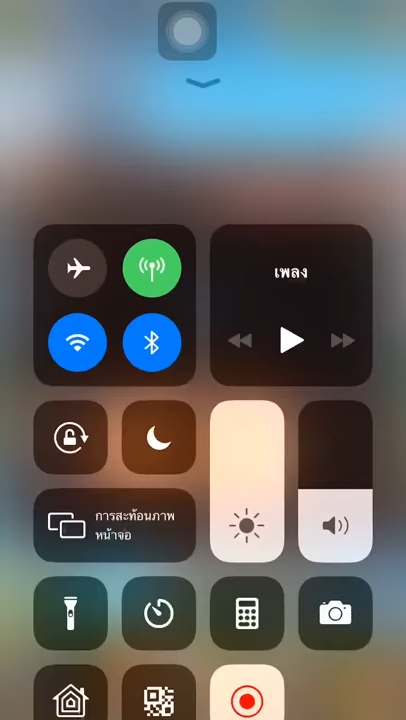 เพลง
การสะท้อนภาพ
หน้าจอ